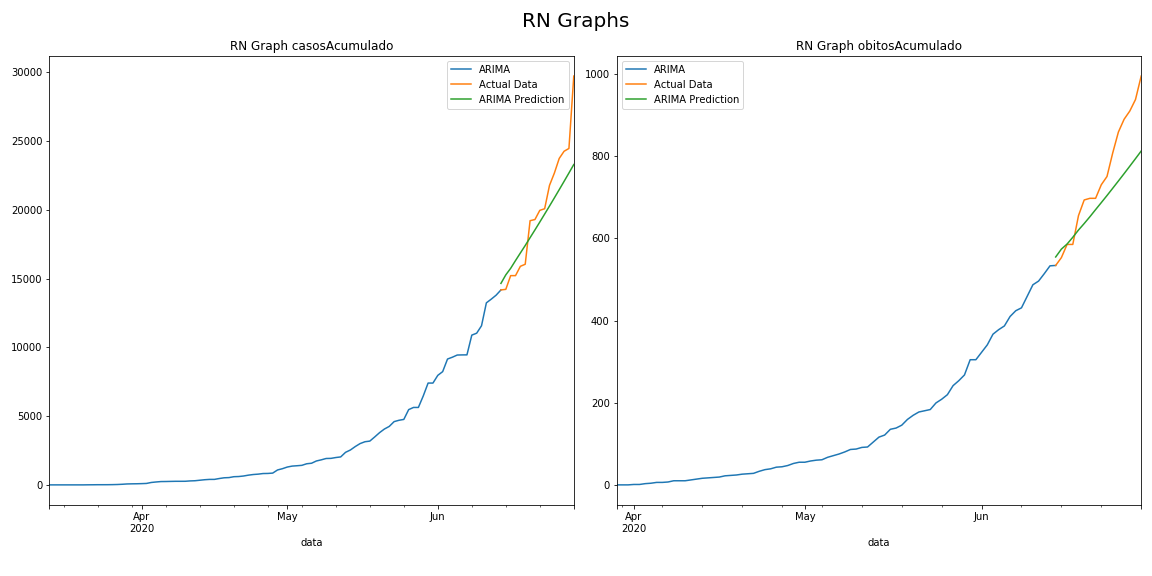 RN Graphs
RN Graph casosAcumulado
ARIMA
Actual Data
ARIMA Prediction
30000
25000
20000
15000
10000
5000
0
Apr
2020
May
Jun
data
RN Graph obitosAcumulado
ARIMA
Actual Data
ARIMA Prediction
1000
800
600
400
200
0
Apr
2020
May
Jun
data